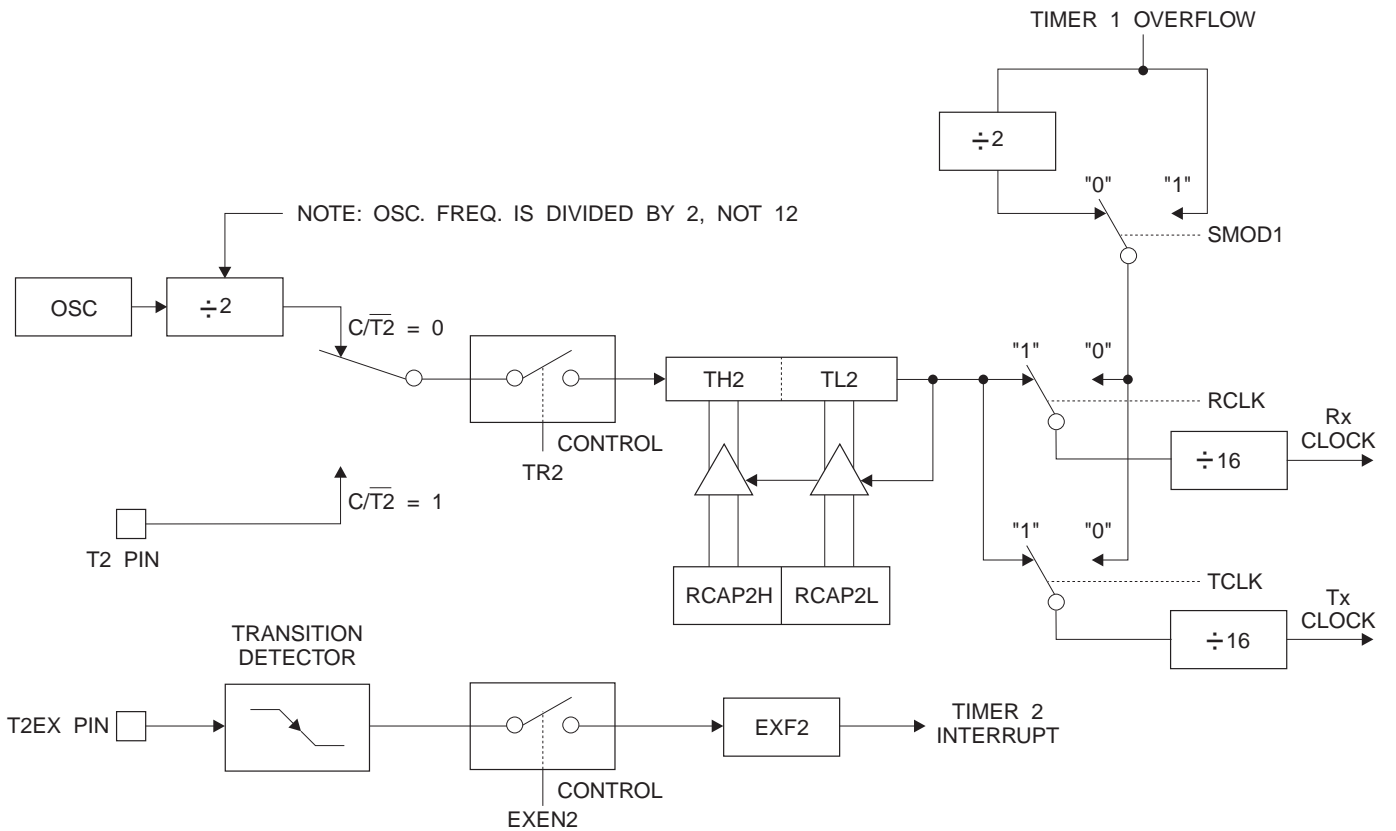 TIMER 1 OVERFLOW
÷2
"0" "1"
NOTE: OSC. FREQ. IS DIVIDED BY 2, NOT 12
SMOD1
OSC
÷2
C/T̅2̅ = 0
"1" "0"
TH2 TL2
RCLK
Rx
CLOCK
CONTROL
TR2
÷16
C/T̅2̅ = 1
T2 PIN
"1" "0"
RCAP2H RCAP2L
TCLK
Tx
CLOCK
÷16
TRANSITION
DETECTOR
T2EX PIN
EXF2
TIMER 2
INTERRUPT
CONTROL
EXEN2